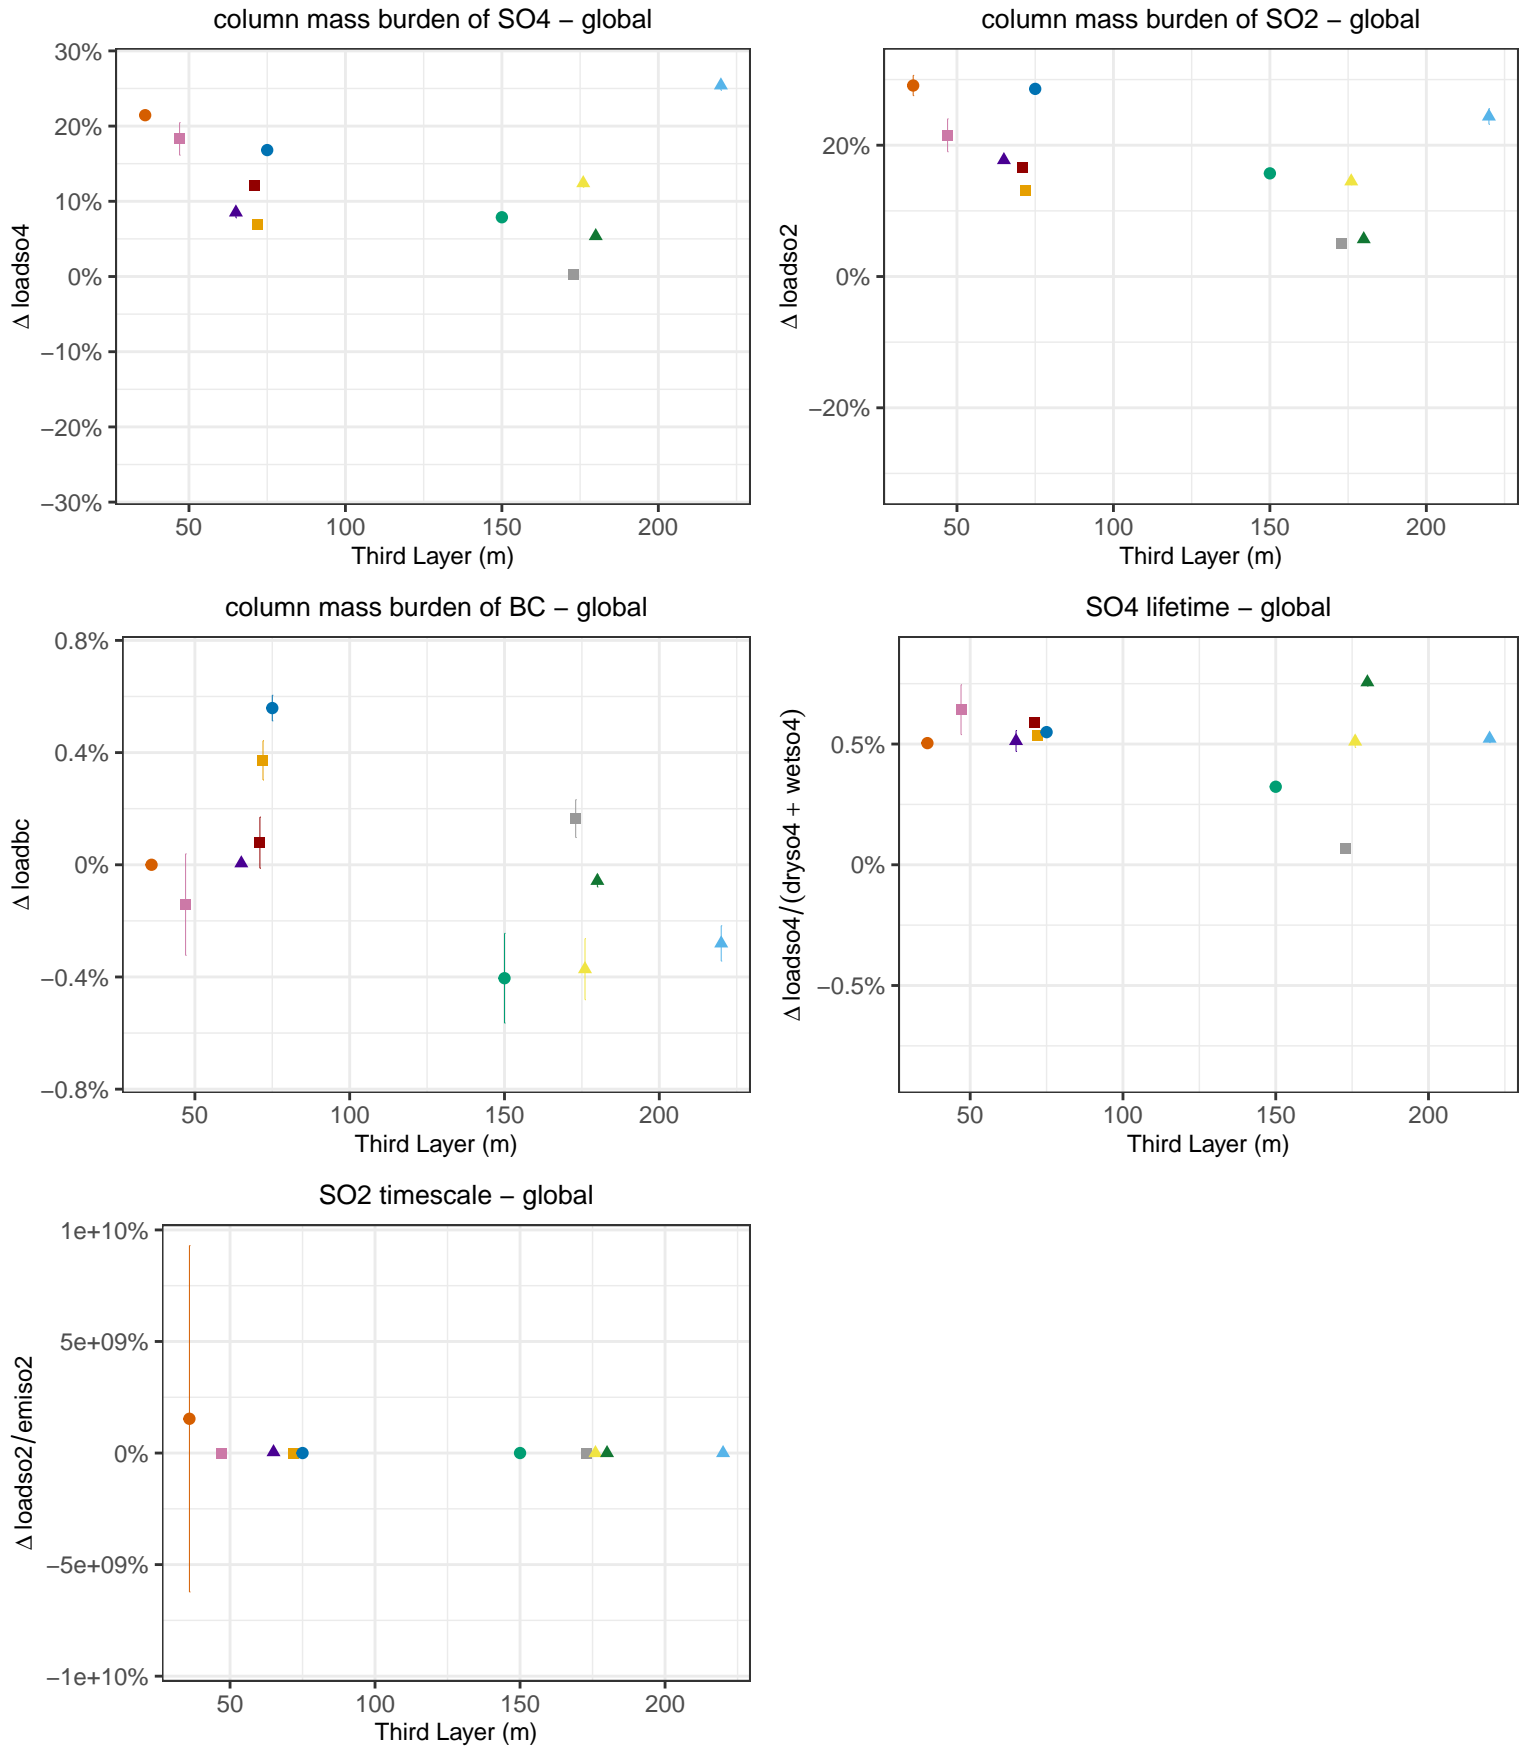 column mass burden of SO4 – global
30%
20%
10%
0%
−10%
−20%
−30%
Δ loadso4
50 100 150 200
Third Layer (m)
column mass burden of SO2 – global
20%
0%
−20%
Δ loadso2
50 100 150 200
Third Layer (m)
column mass burden of BC – global
0.8%
0.4%
0%
−0.4%
−0.8%
Δ loadbc
50 100 150 200
Third Layer (m)
SO4 lifetime – global
0.5%
0%
−0.5%
Δ loadso4/(dryso4 + wetso4)
50 100 150 200
Third Layer (m)
SO2 timescale – global
1e+10%
5e+09%
0%
−5e+09%
−1e+10%
Δ loadso2/emiso2
50 100 150 200
Third Layer (m)